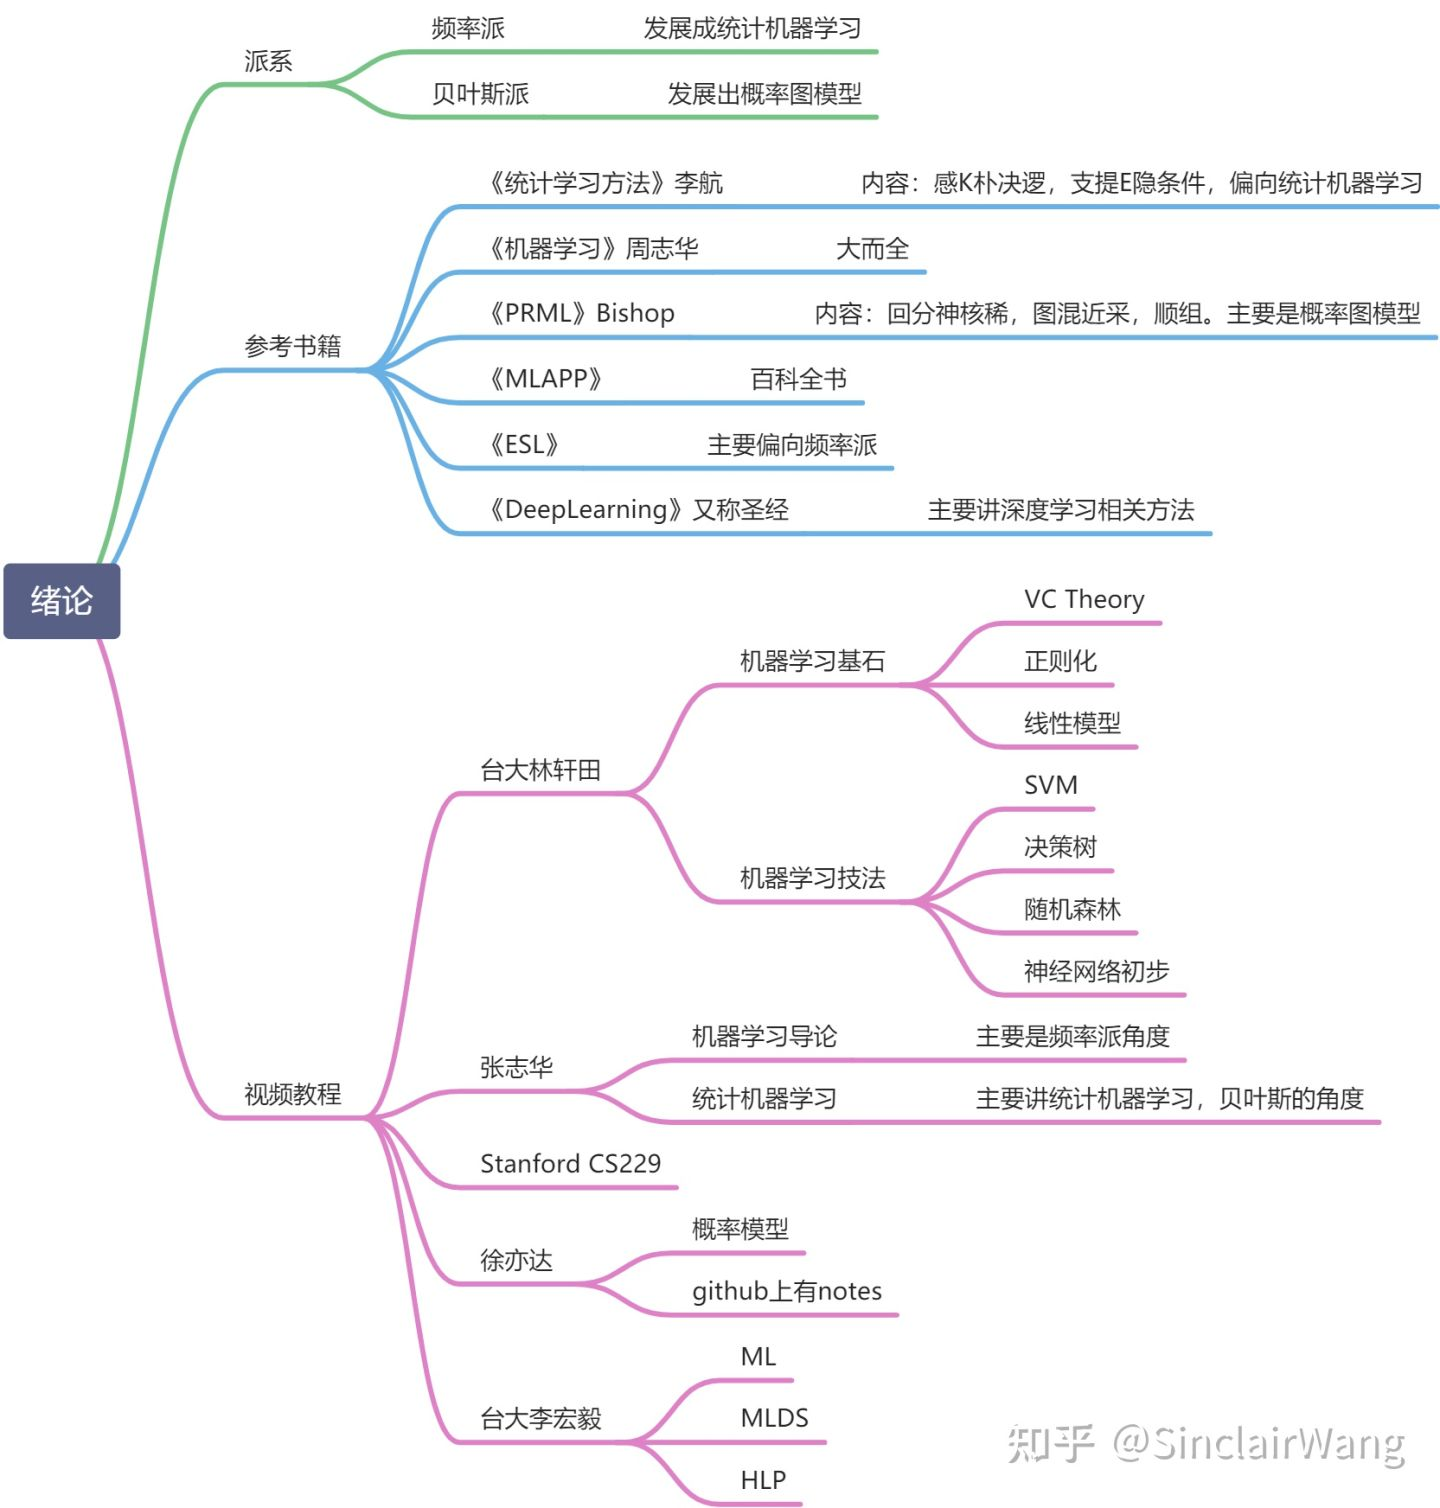 绪论
派系
频率派 发展成统计机器学习
贝叶斯派 发展出概率图模型
参考书籍
《统计学习方法》李航 内容：感K朴决逻，支提E隐条件，偏向统计机器学习
《机器学习》周志华 大而全
《PRML》Bishop 内容：回分神核稀，图混近采，顺组。主要是概率图模型
《MLAPP》 百科全书
《ESL》 主要偏向频率派
《DeepLearning》又称圣经 主要讲深度学习相关方法
视频教程
台大林轩田
机器学习基石
VC Theory
正则化
线性模型
机器学习技法
SVM
决策树
随机森林
神经网络初步
张志华
机器学习导论 主要是频率派角度
统计机器学习 主要讲统计机器学习，贝叶斯的角度
Stanford CS229
徐亦达
概率模型
github上有notes
台大李宏毅
ML
MLDS
HLP
知乎 @SinclairWang